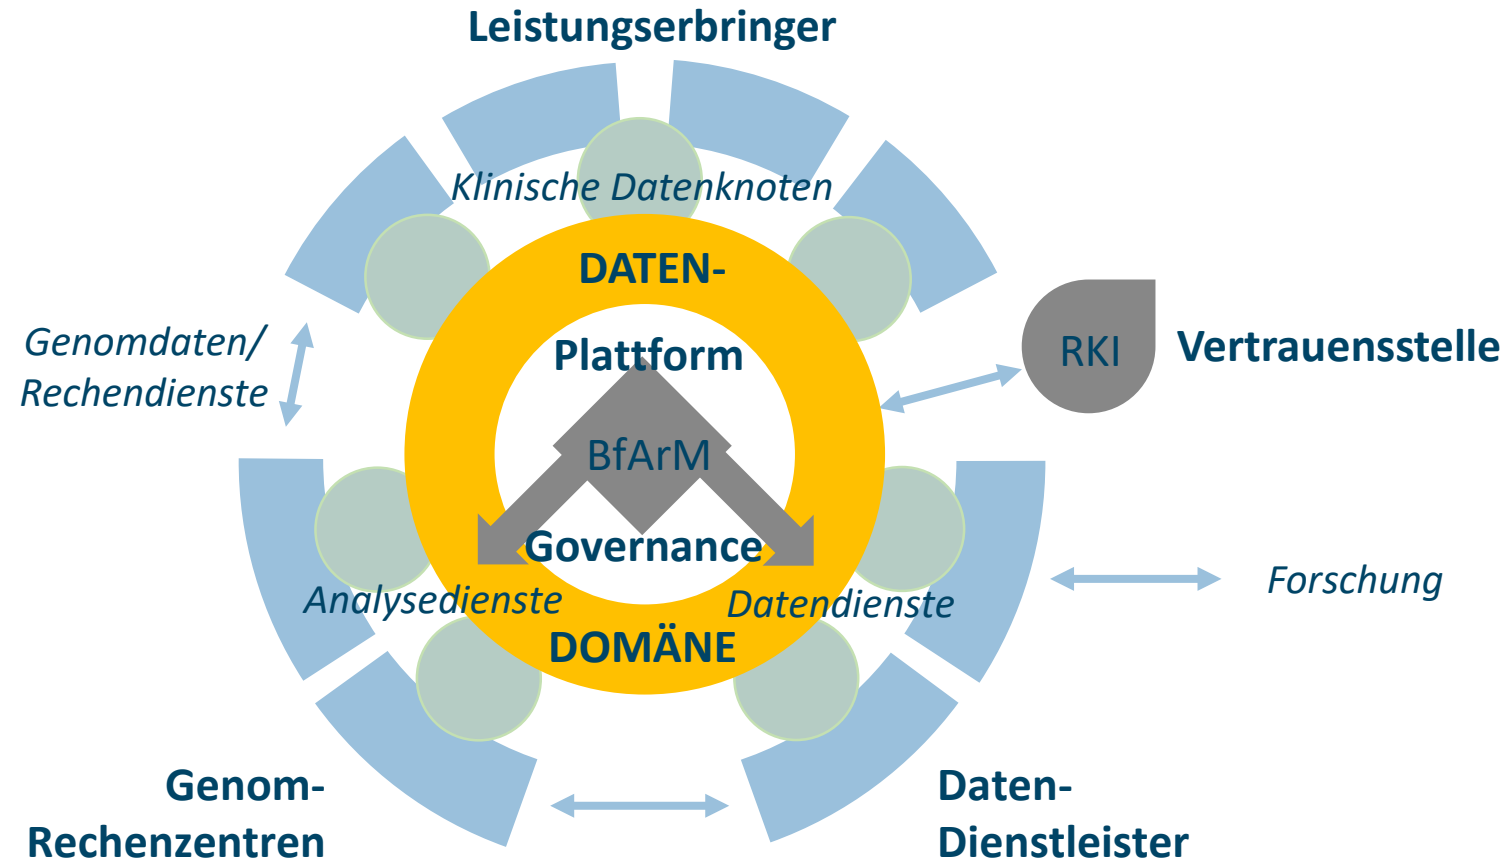 Leistungserbringer
Klinische Datenknoten
DATEN-
Plattform
Genomdaten/
Rechendienste
RKI
Vertrauensstelle
BfArM
Governance
Analysedienste
Datendienste
Forschung
DOMÄNE
Genom-
Rechenzentren
Daten-
Dienstleister